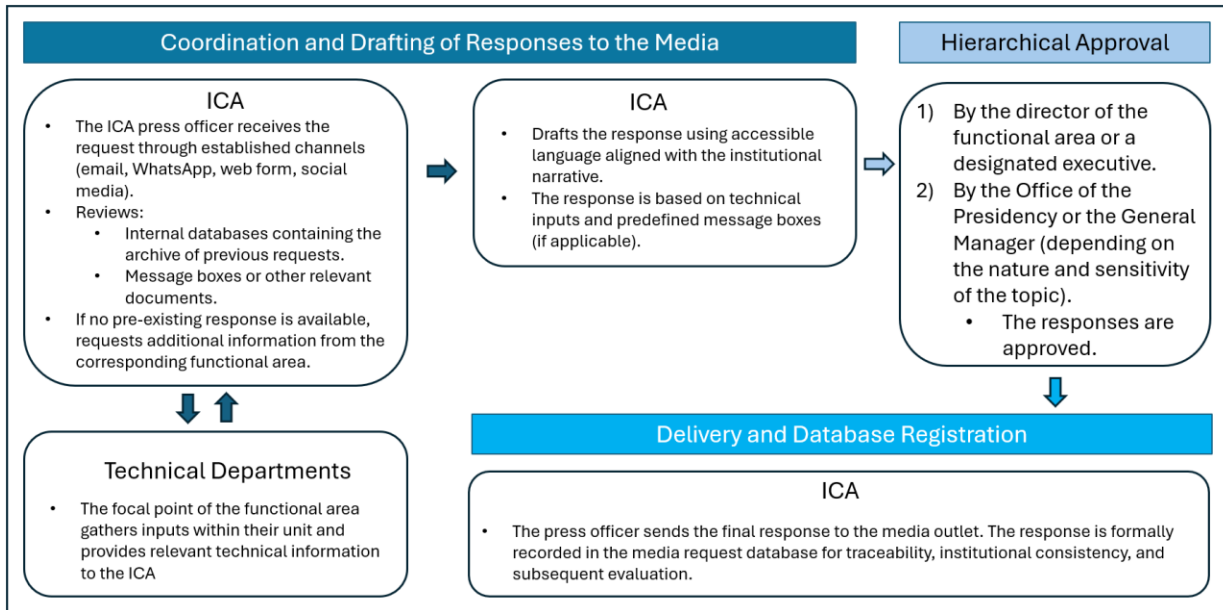 Coordination and Drafting of Responses to the Media
ICA
• The ICA press officer receives the
request through established channels
(email, WhatsApp, web form, social
media).
• Reviews:
• Internal databases containing the
archive of previous requests.
• Message boxes or other relevant
documents.
• If no pre-existing response is available,
requests additional information from the
corresponding functional area.
Technical Departments
• The focal point of the functional area
gathers inputs within their unit and
provides relevant technical information
to the ICA
ICA
• Drafts the response using accessible
language aligned with the institutional
narrative.
• The response is based on technical
inputs and predefined message boxes
(if applicable).
Hierarchical Approval
1) By the director of the
functional area or a
designated executive.
2) By the Office of the
Presidency or the General
Manager (depending on
the nature and sensitivity
of the topic).
• The responses are
approved.
Delivery and Database Registration
ICA
• The press officer sends the final response to the media outlet. The response is formally
recorded in the media request database for traceability, institutional consistency, and
subsequent evaluation.